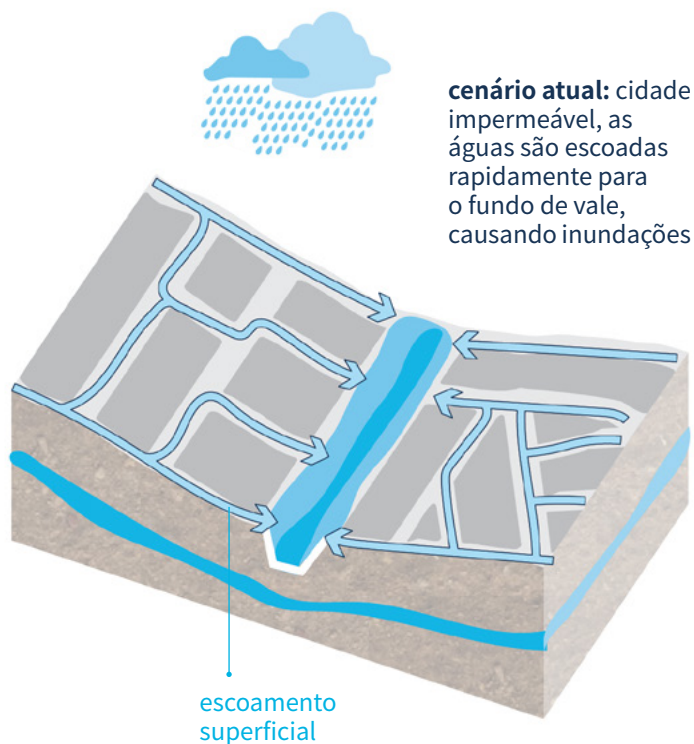 cenário atual: cidade
impermeável, as
águas são escoadas
rapidamente para
o fundo de vale,
causando inundações
escoamento
superficial